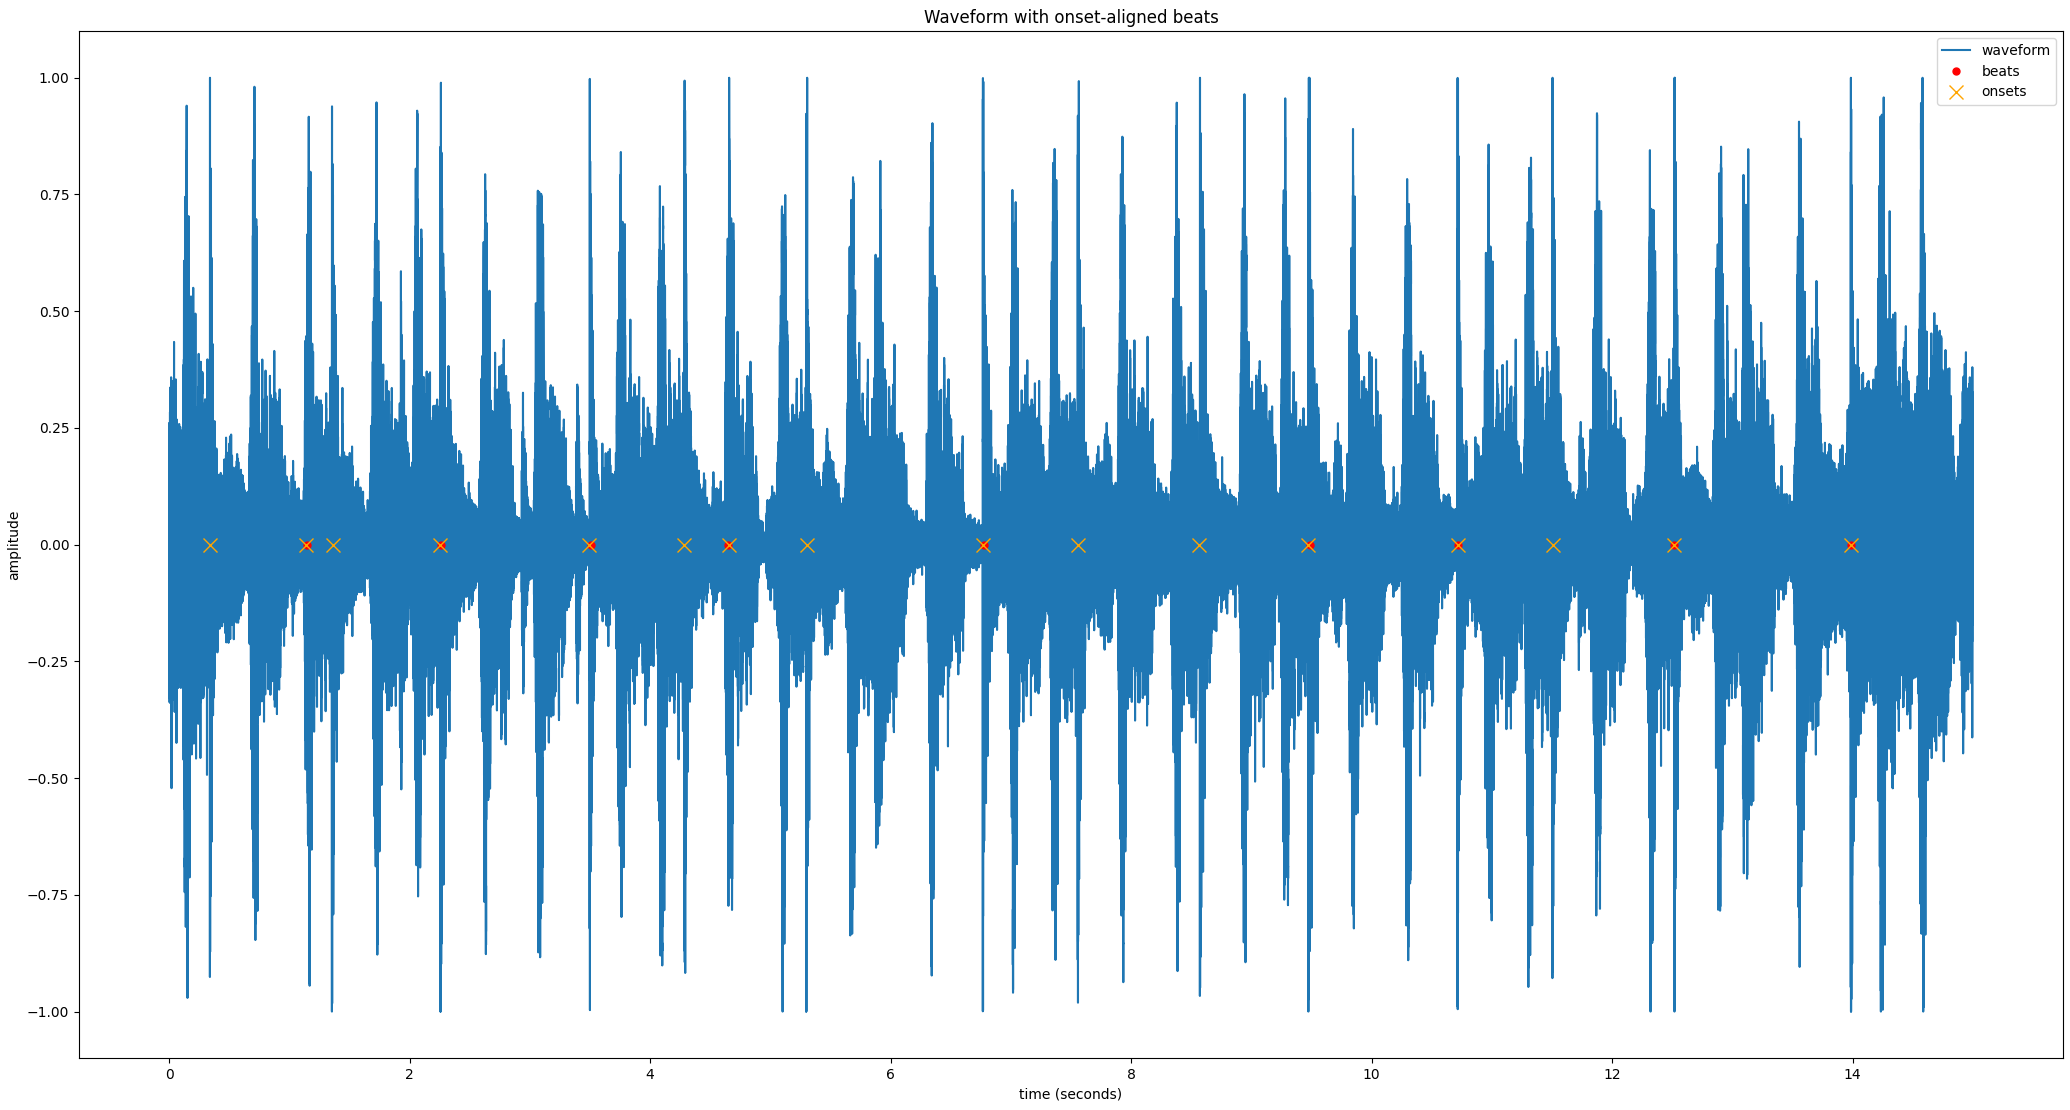 Waveform with onset-aligned beats
waveform
beats
onsets
1.00
0.75
0.50
0.25
0.00
−0.25
−0.50
−0.75
−1.00
amplitude
0 2 4 6 8 10 12 14
time (seconds)